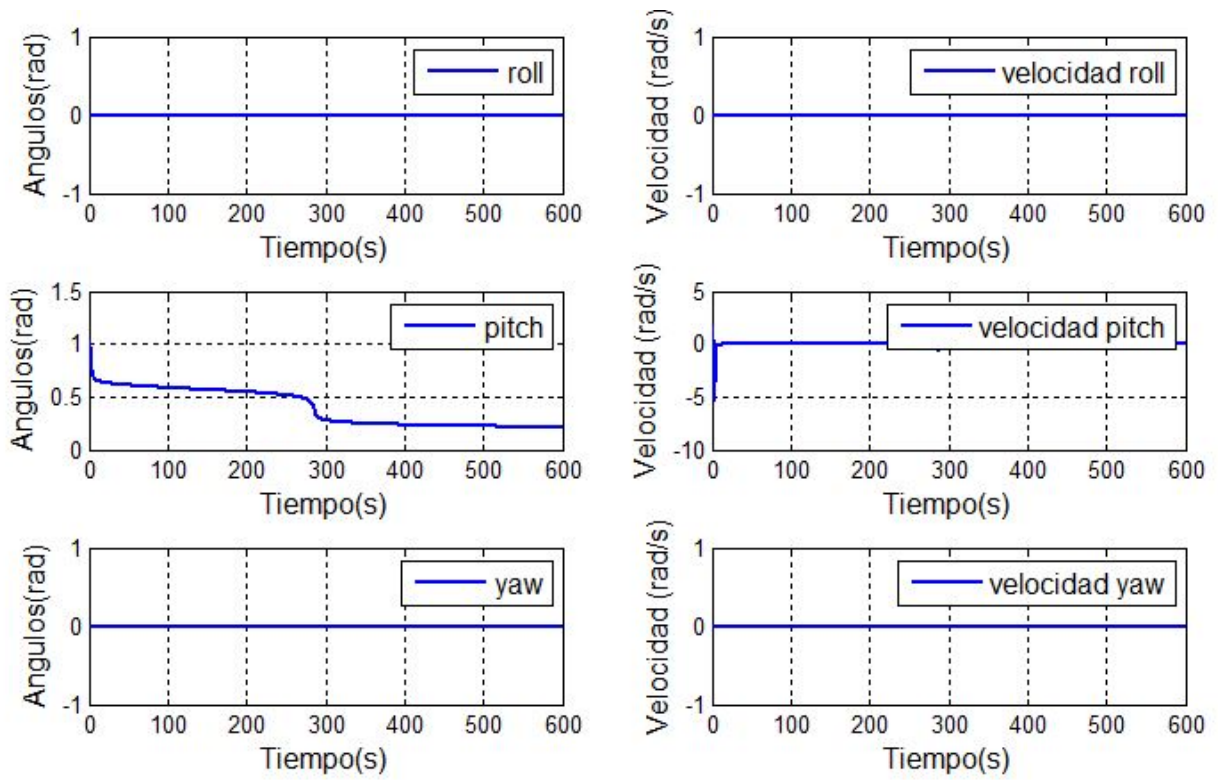 Angulos(rad)
1
0
-1
roll
0 100 200 300 400 500 600
Tiempo(s)
Velocidad (rad/s)
1
0
-1
velocidad roll
0 100 200 300 400 500 600
Tiempo(s)
Angulos(rad)
1.5
1
0.5
0
pitch
0 100 200 300 400 500 600
Tiempo(s)
Velocidad (rad/s)
5
0
-5
-10
velocidad pitch
0 100 200 300 400 500 600
Tiempo(s)
Angulos(rad)
1
0
-1
yaw
0 100 200 300 400 500 600
Tiempo(s)
Velocidad (rad/s)
1
0
-1
velocidad yaw
0 100 200 300 400 500 600
Tiempo(s)